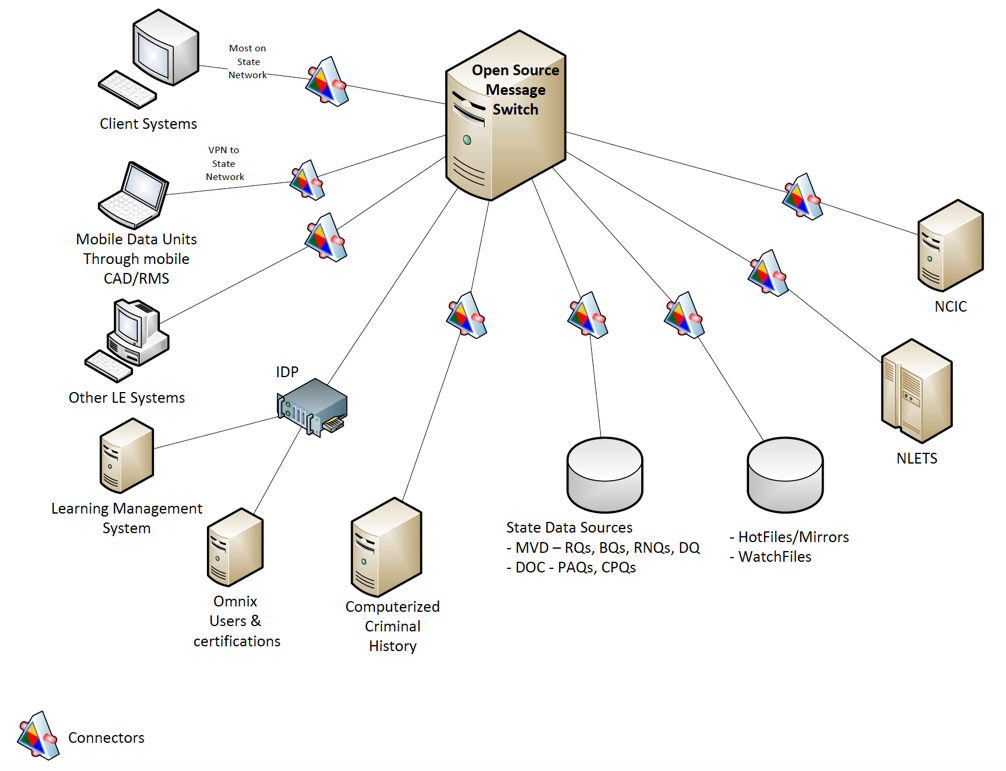 Open Source
Message
Switch
Most on
State
Network
Client Systems
VPN to
State
Network
Mobile Data Units
Through mobile
CAD/RMS
Other LE Systems
IDP
Learning Management
System
Omnix
Users &
certifications
Computerized
Criminal
History
State Data Sources
- MVD – RQs, BQs, RNQs, DQ
- DOC - PAQs, CPQs
- HotFiles/Mirrors
- WatchFiles
NCIC
NLETS
Connectors